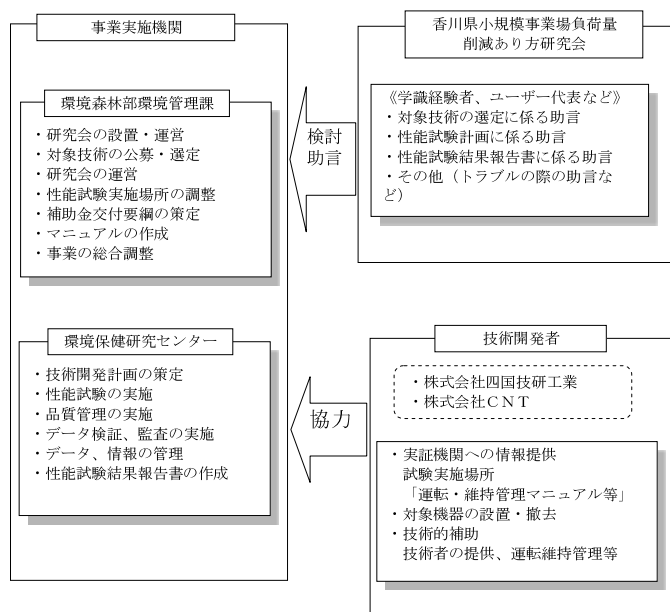 事業実施機関
環境森林部環境管理課
・研究会の設置・運営
・対象技術の公募・選定
・研究会の運営
・性能試験実施場所の調整
・補助金交付要綱の策定
・マニュアルの作成
・事業の総合調整
環境保健研究センター
・技術開発計画の策定
・性能試験の実施
・品質管理の実施
・データ検証、監査の実施
・データ、情報の管理
・性能試験結果報告書の作成
検討
助言
協力
香川県小規模事業場負荷量
削減あり方研究会
《学識経験者、ユーザー代表など》
・対象技術の選定に係る助言
・性能試験計画に係る助言
・性能試験結果報告書に係る助言
・その他（トラブルの際の助言な
ど）
技術開発者
・株式会社四国技研工業
・株式会社ＣＮＴ
・実証機関への情報提供
試験実施場所
「運転・維持管理マニュアル等」
・対象機器の設置・撤去
・技術的補助
技術者の提供、運転維持管理等